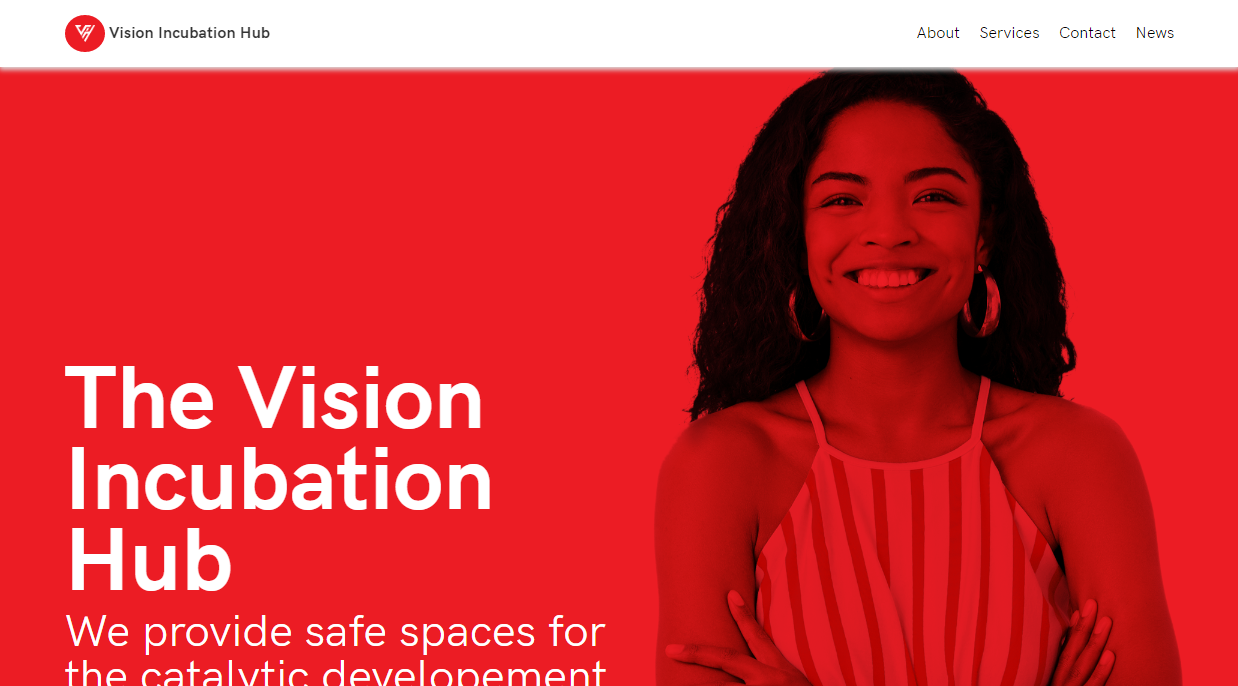 Vision Incubation Hub
About Services Contact News
The Vision
Incubation
Hub
We provide safe spaces for
the catalytic developement